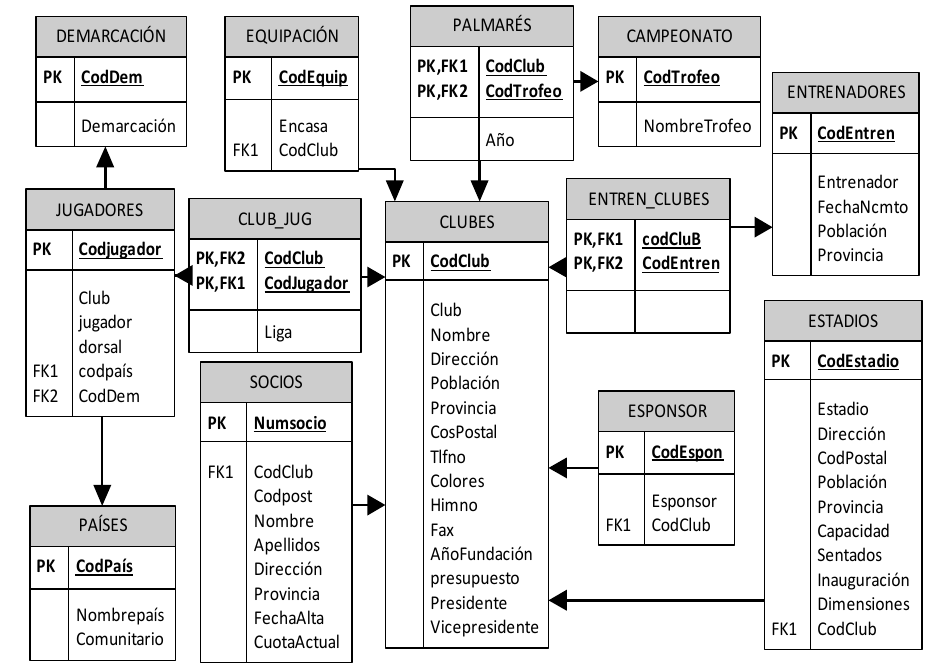 DEMARCACIÓN
PK CodDem
Demarcación
EQUIPACIÓN
PK CodEquip
Encasa
FK1 CodClub
PALMARÉS
PK,FK1 CodClub
PK,FK2 CodTrofeo
Año
CAMPEONATO
PK CodTrofeo
NombreTrofeo
ENTRENADORES
PK CodEntren
Entrenador
FechaNcmto
Población
Provincia
JUGADORES
PK Codjugador
Club
jugador
dorsal
FK1 codpaís
FK2 CodDem
CLUB_JUG
PK,FK2 CodClub
PK,FK1 CodJugador
Liga
CLUBES
PK CodClub
Club
Nombre
Dirección
Población
Provincia
CosPostal
Tlfno
Colores
Himno
Fax
AñoFundación
presupuesto
Presidente
Vicepresidente
ENTREN_CLUBES
PK,FK1 codCluB
PK,FK2 CodEntren
ESTADIOS
PK CodEstadio
Estadio
Dirección
CodPostal
Población
Provincia
Capacidad
Sentados
Inauguración
Dimensiones
FK1 CodClub
SOCIOS
PK Numsocio
FK1 CodClub
Codpost
Nombre
Apellidos
Dirección
Provincia
FechaAlta
CuotaActual
ESPONSOR
PK CodEspon
Esponsor
FK1 CodClub
PAÍSES
PK CodPaís
Nombrepaís
Comunitario